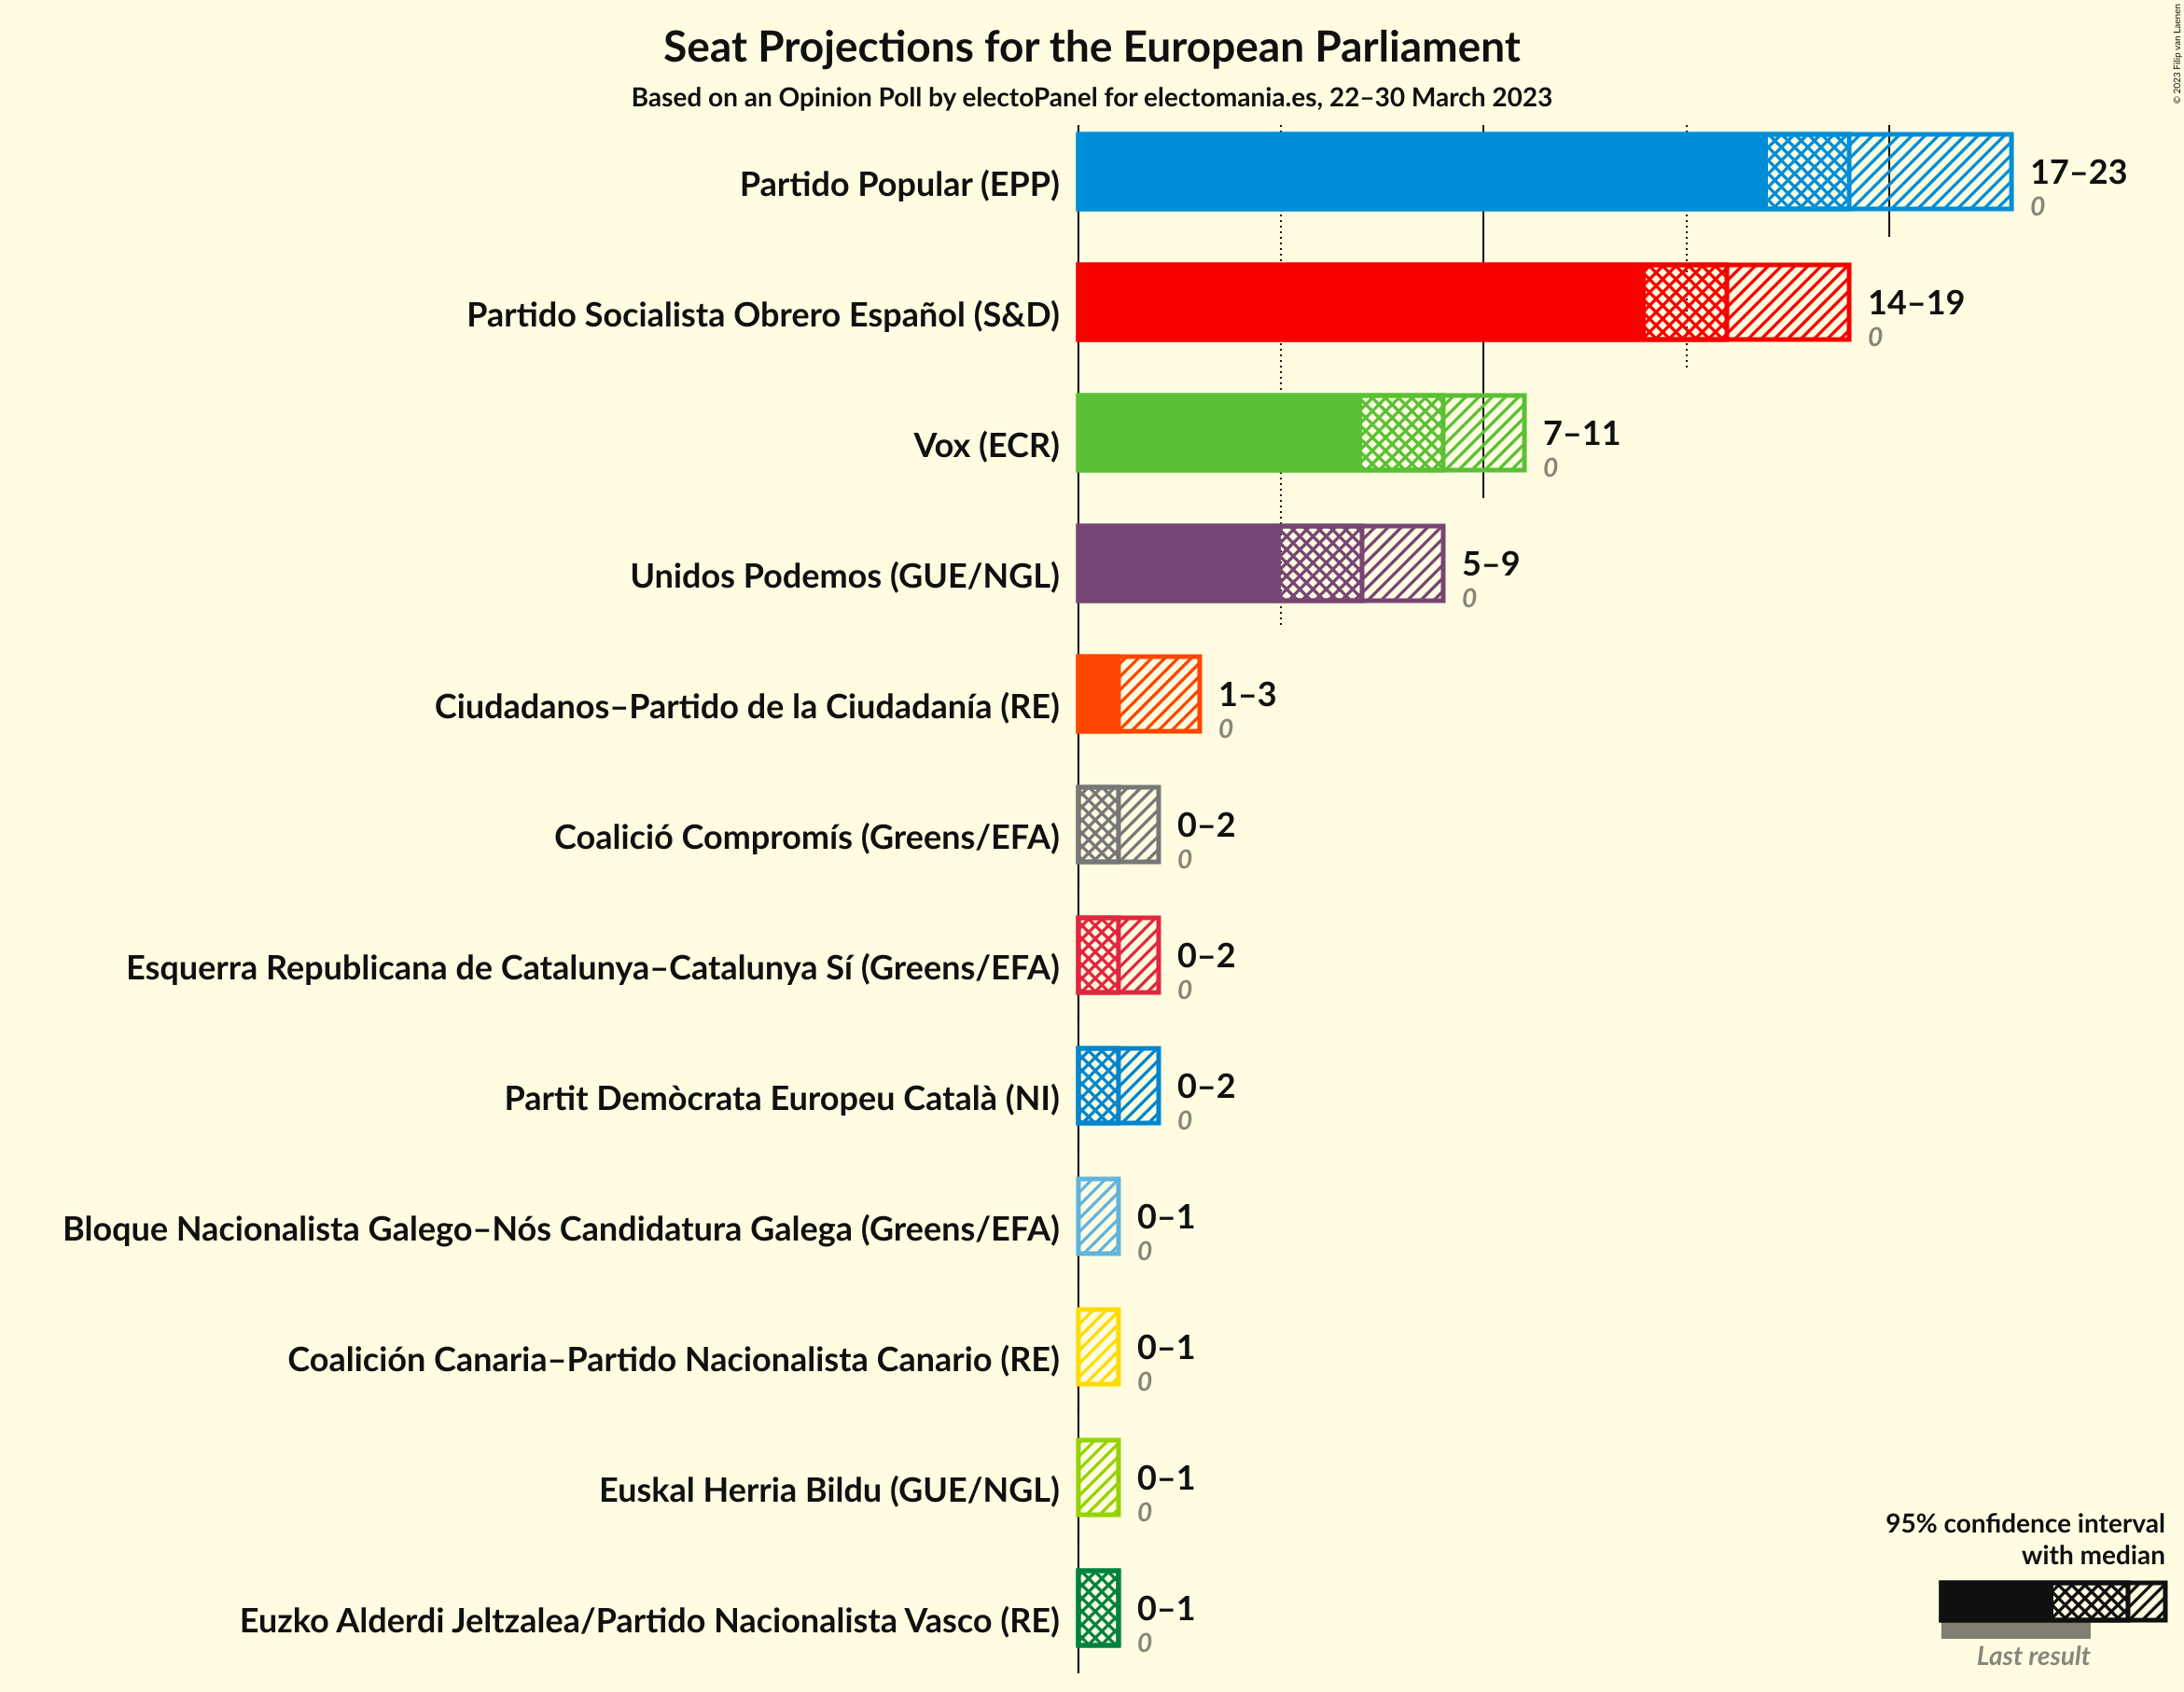 Seat Projections for the European Parliament
Based on an Opinion Poll by electoPanel for electomania.es, 22–30 March 2023
© 2023 Filip van Laenen
Partido Popular (EPP)
17–23
0
Partido Socialista Obrero Español (S&D)
14–19
0
Vox (ECR)
7–11
0
Unidos Podemos (GUE/NGL)
5–9
0
Ciudadanos–Partido de la Ciudadanía (RE)
1–3
0
Coalició Compromís (Greens/EFA)
0–2
0
Esquerra Republicana de Catalunya–Catalunya Sí (Greens/EFA)
0–2
0
Partit Demòcrata Europeu Català (NI)
0–2
0
Bloque Nacionalista Galego–Nós Candidatura Galega (Greens/EFA)
0–1
0
Coalición Canaria–Partido Nacionalista Canario (RE)
0–1
0
Euskal Herria Bildu (GUE/NGL)
0–1
0
Euzko Alderdi Jeltzalea/Partido Nacionalista Vasco (RE)
0–1
0
95% confidence interval
with median
Last result